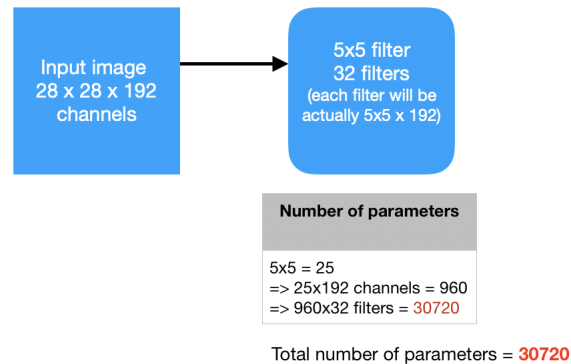 Input image
28 x 28 x 192
channels
5x5 filter
32 filters
(each filter will be
actually 5x5 x 192)
Number of parameters
5x5 = 25
=> 25x192 channels = 960
=> 960x32 filters = 30720
Total number of parameters = 30720